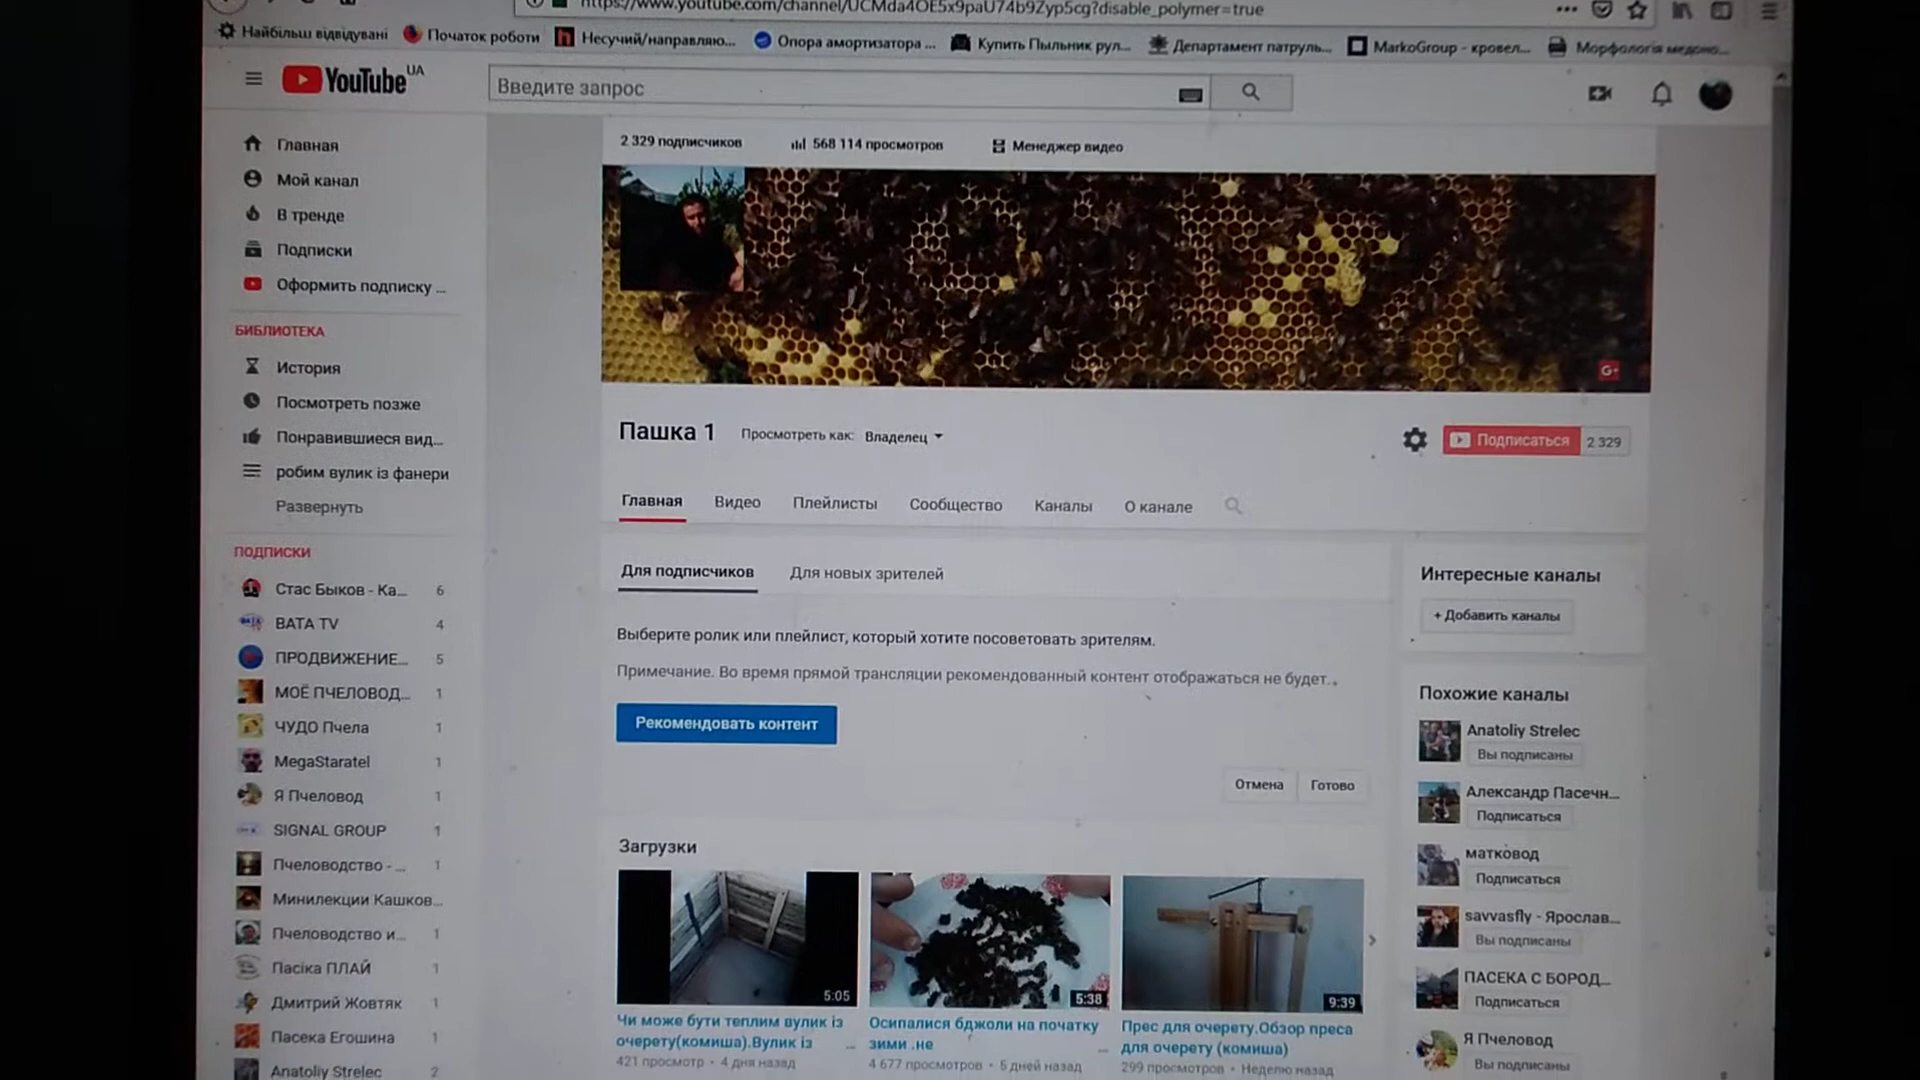 https://www.youtube.com/channel/UCMda4OE5x9paU74b9Zyp5cg?disable_polymer=true
Найбільш відвідувані
Початок роботи
Несучий/направляю...
Опора амортизатора ...
Купить Пыльник рул...
Департамент патруль...
MarkoGroup - кровел...
Морфологія медоно...
YouTube UA
Введите запрос
Главная
Мой канал
В тренде
Подписки
Оформить подписку ...
БИБЛИОТЕКА
История
Посмотреть позже
Понравившиеся вид...
робим вулик із фанери
Развернуть
ПОДПИСКИ
Стас Быков - Ка... 6
BATA TV 4
ПРОДВИЖЕНИЕ... 5
МОЁ ПЧЕЛОВОД... 1
ЧУДО Пчела 1
MegaStaratel 1
Я Пчеловод 1
SIGNAL GROUP 1
Пчеловодство - ... 1
Минилекции Кашков...
Пчеловодство и... 1
Пасіка ПЛАЙ 1
Дмитрий Жовтяк 1
Пасека Егошина 1
Anatoliy Strelec 2
2 329 подписчиков
568 114 просмотров
Менеджер видео
G+
Пашка 1
Просмотреть как: Владелец
Подписаться 2 329
Главная
Видео
Плейлисты
Сообщество
Каналы
О канале
Для подписчиков
Для новых зрителей
Выберите ролик или плейлист, который хотите посоветовать зрителям.
Примечание. Во время прямой трансляции рекомендованный контент отображаться не будет.
Рекомендовать контент
Отмена
Готово
Загрузки
5:05
Чи може бути теплим вулик із
очерету(комиша).Вулик із ...
421 просмотр • 4 дня назад
5:38
Осипалися бджоли на початку
зими .не ...
4 677 просмотров • 5 дней назад
9:39
Прес для очерету.Обзор преса
для очерету (комиша)
299 просмотров • Неделю назад
Интересные каналы
+ Добавить каналы
Похожие каналы
Anatoliy Strelec
Вы подписаны
Александр Пасечн...
Подписаться
матковод
Подписаться
savvasfly - Ярослав...
Вы подписаны
ПАСЕКА С БОРОД...
Подписаться
Я Пчеловод
Вы подписаны